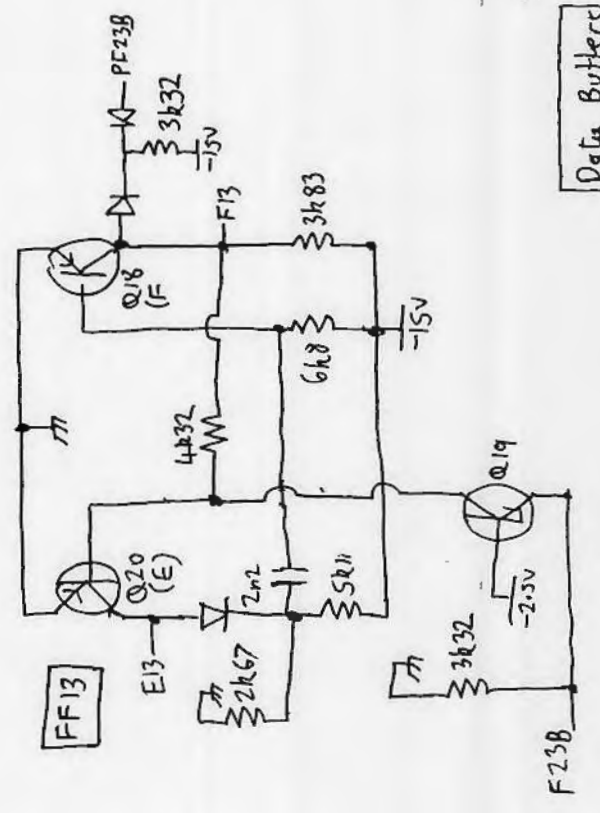 FF13
E13
Q20
(E)
2k67
2n2
5k11
4k32
6k8
-15V
Q18
(F
F13
3k83
PF23B
3k32
-15V
Q19
-2.5V
3k32
F23B
Data Buffers